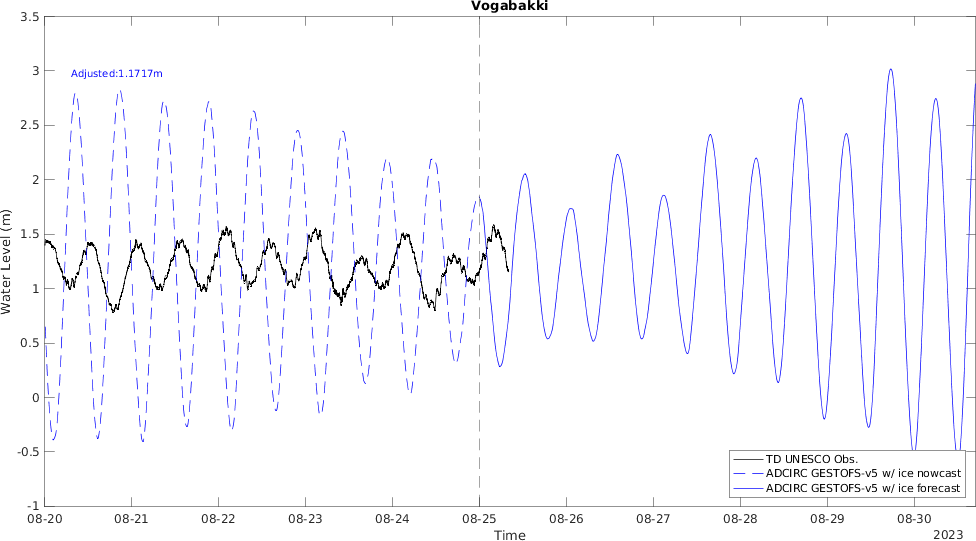 Vogabakki
3.5
3
2.5
2
1.5
1
0.5
0
-0.5
-1
Water Level (m)
Adjusted:1.1717m
TD UNESCO Obs.
ADCIRC GESTOFS-v5 w/ ice nowcast
ADCIRC GESTOFS-v5 w/ ice forecast
08-20 08-21 08-22 08-23 08-24 08-25 08-26 08-27 08-28 08-29 08-30
Time
2023